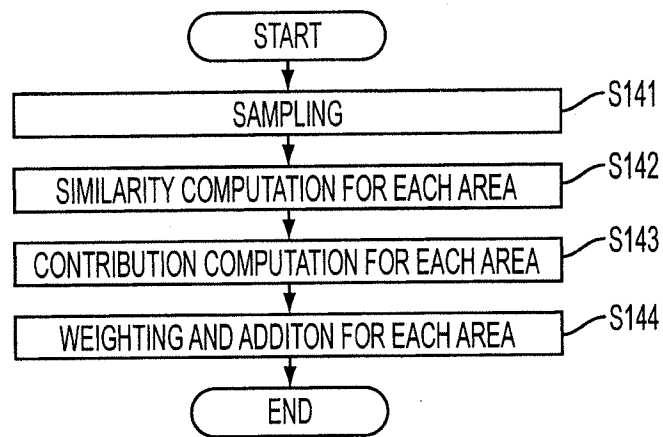 START
SAMPLING
S141
SIMILARITY COMPUTATION FOR EACH AREA
S142
CONTRIBUTION COMPUTATION FOR EACH AREA
S143
WEIGHTING AND ADDITON FOR EACH AREA
S144
END